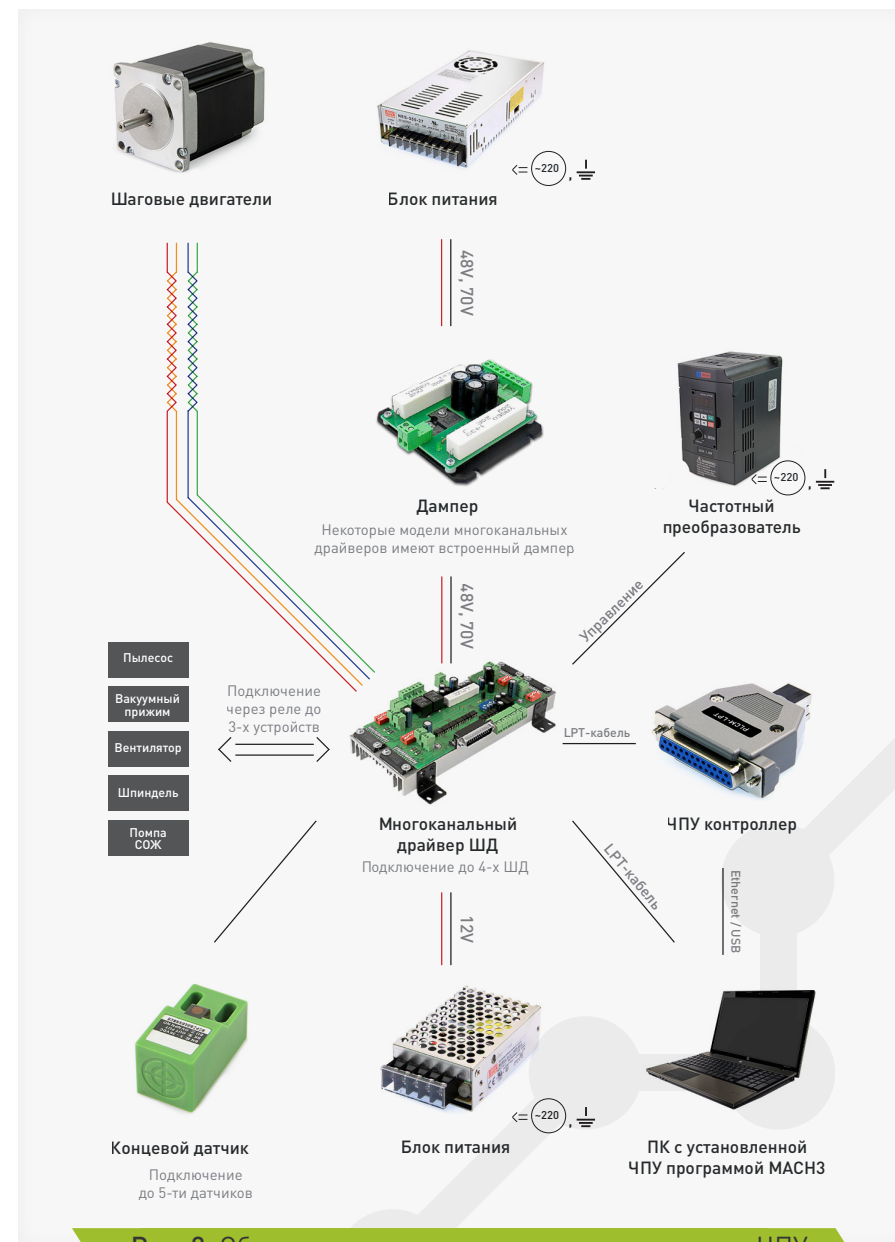 Шаговые двигатели
Блок питания
~220
48V, 70V
Дампер
Некоторые модели многоканальных
драйверов имеют встроенный дампер
~220
Частотный
преобразователь
48V, 70V
Управление
Пылесос
Вакуумный
прижим
Вентилятор
Шпиндель
Помпа
СОЖ
Подключение
через реле до
3-х устройств
LPT-кабель
PLCM-LPT
Многоканальный
драйвер ШД
Подключение до 4-х ШД
ЧПУ контроллер
LPT-кабель
Ethernet / USB
12V
Концевой датчик
Подключение
до 5-ти датчиков
~220
Блок питания
ПК с установленной
ЧПУ программой MACH3